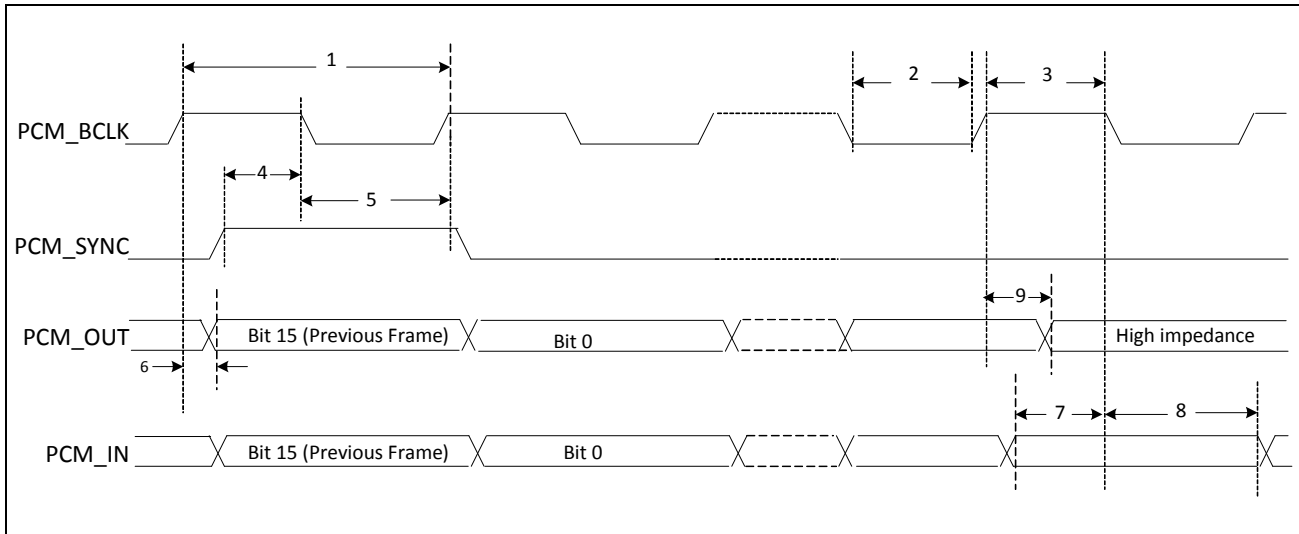 1
2
3
PCM_BCLK
4
5
PCM_SYNC
9
PCM_OUT
Bit 15 (Previous Frame)
Bit 0
High impedance
6
7
8
PCM_IN
Bit 15 (Previous Frame)
Bit 0